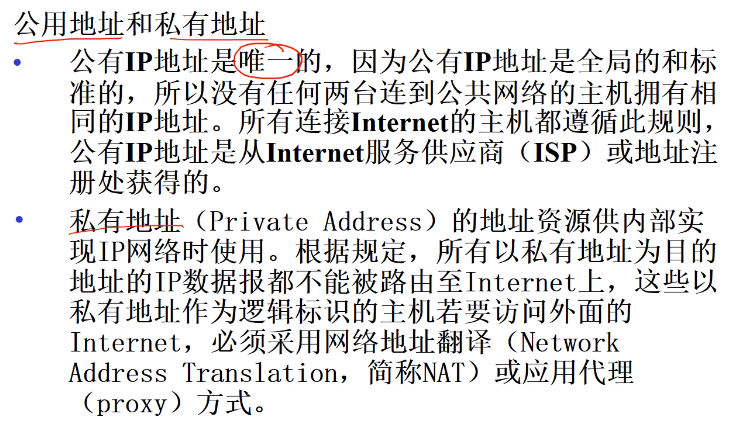 公用地址和私有地址
• 公有IP地址是唯一的，因为公有IP地址是全局的和标
准的，所以没有任何两台连到公共网络的主机拥有相
同的IP地址。所有连接Internet的主机都遵循此规则，
公有IP地址是从Internet服务供应商（ISP）或地址注
册处获得的。
• 私有地址（Private Address）的地址资源供内部实
现IP网络时使用。根据规定，所有以私有地址为目的
地址的IP数据报都不能被路由至Internet上，这些以
私有地址作为逻辑标识的主机若要访问外面的
Internet，必须采用网络地址翻译（Network
Address Translation，简称NAT）或应用代理
（proxy）方式。